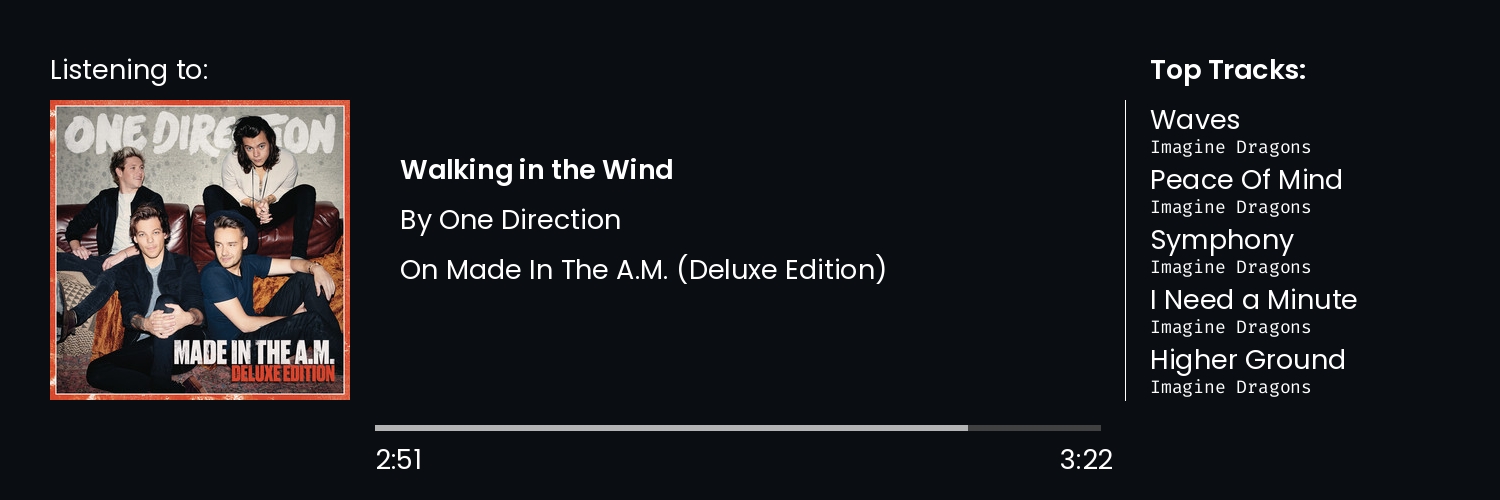 Listening to:
ONE DIRECTION
MADE IN THE A.M.
DELUXE EDITION
Walking in the Wind
By One Direction
On Made In The A.M. (Deluxe Edition)
2:51
3:22
Top Tracks:
Waves
Imagine Dragons
Peace Of Mind
Imagine Dragons
Symphony
Imagine Dragons
I Need a Minute
Imagine Dragons
Higher Ground
Imagine Dragons